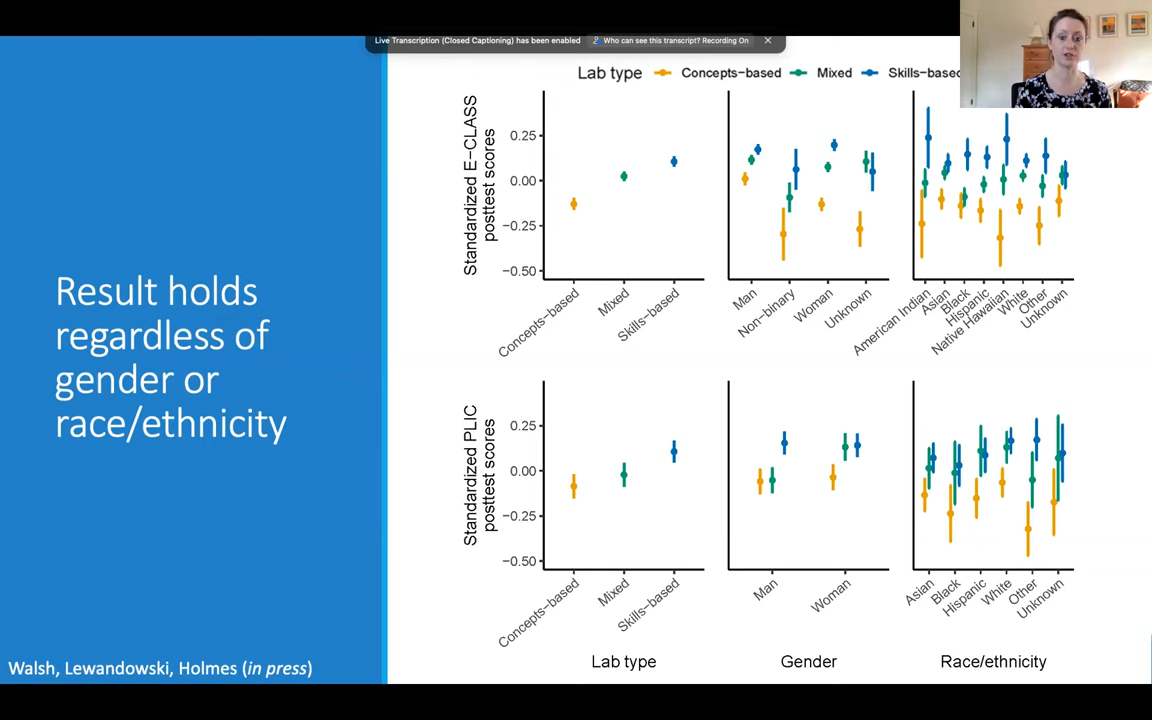 Live Transcription (Closed Captioning) has been enabled
Who can see this transcript? Recording On
Result holds
regardless of
gender or
race/ethnicity
Walsh, Lewandowski, Holmes (in press)
Lab type
Concepts−based
Mixed
Skills−based
Standardized E−CLASS
posttest scores
0.25
0.00
−0.25
−0.50
Concepts−based
Mixed
Skills−based
Man
Non−binary
Woman
Unknown
American Indian
Asian
Black
Hispanic
Native Hawaiian
White
Other
Unknown
Standardized PLIC
posttest scores
0.25
0.00
−0.25
−0.50
Concepts−based
Mixed
Skills−based
Man
Woman
Asian
Black
Hispanic
White
Other
Unknown
Lab type
Gender
Race/ethnicity